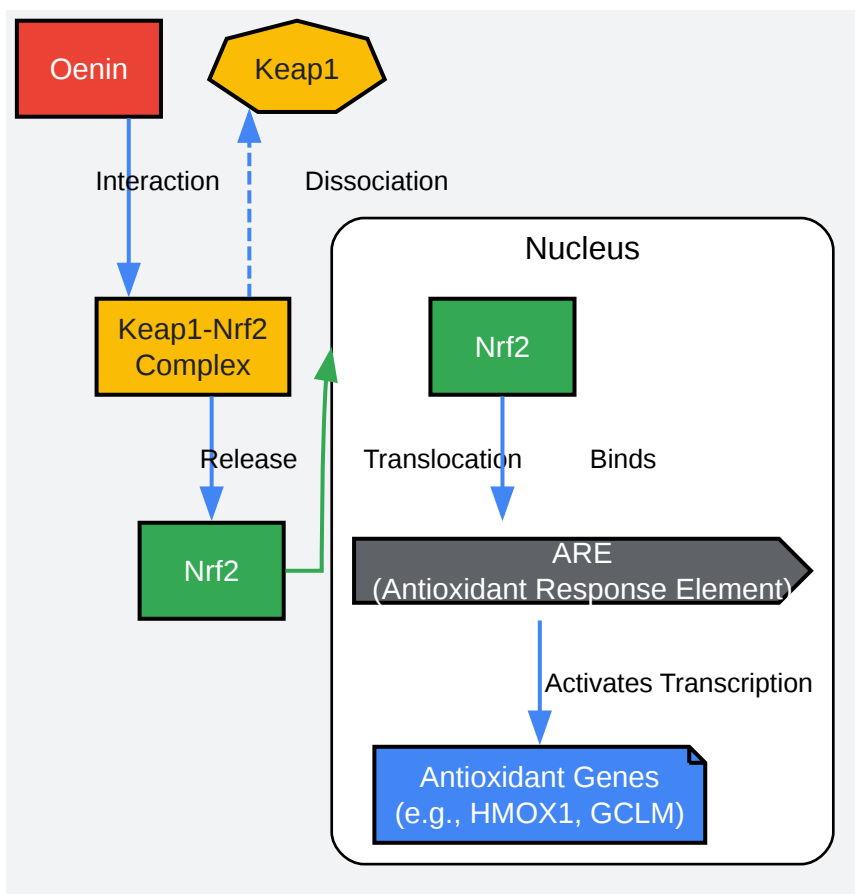 Oenin
Keap1
Interaction
Dissociation
Nucleus
Keap1-Nrf2
Complex
Nrf2
Release
Translocation
Binds
Nrf2
ARE
(Antioxidant Response Element)
Activates Transcription
Antioxidant Genes
(e.g., HMOX1, GCLM)